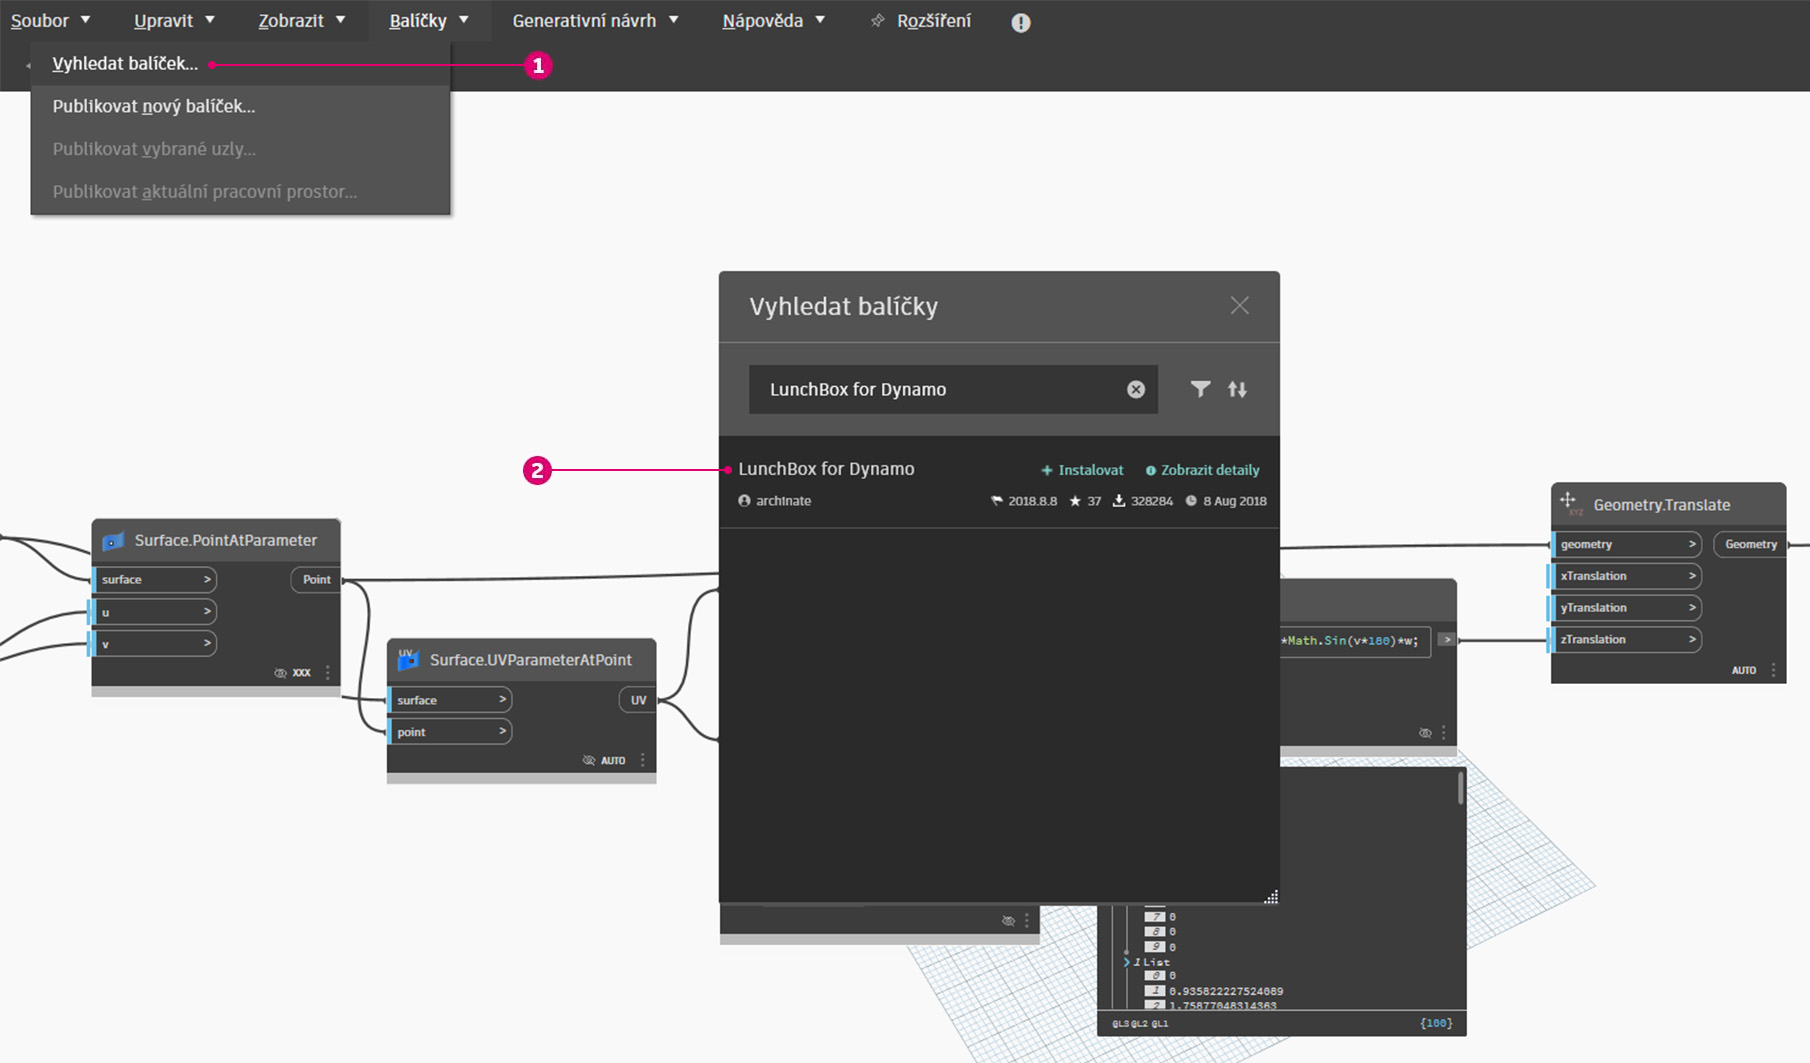 Soubor Upravit Zobrazit Balíčky Generativní návrh Nápověda Rozšíření
Vyhledat balíček... 1
Publikovat nový balíček...
Publikovat vybrané uzly...
Publikovat aktuální pracovní prostor...
Vyhledat balíčky
LunchBox for Dynamo
2 LunchBox for Dynamo + Instalovat Zobrazit detaily
arch1nate 2018.8.8 37 328284 8 Aug 2018
Surface.PointAtParameter
surface > Point
u >
v >
XXX
UV Surface.UVParameterAtPoint
surface > UV
point >
AUTO
*Math.Sin(v*180)*w; >
XYZ Geometry.Translate
geometry > Geometry
xTranslation >
yTranslation >
zTranslation >
AUTO
7 0
8 0
9 0
1 List
0 0
1 0.935822227524089
2 1.75877048314363
@L3 @L2 @L1 {100}